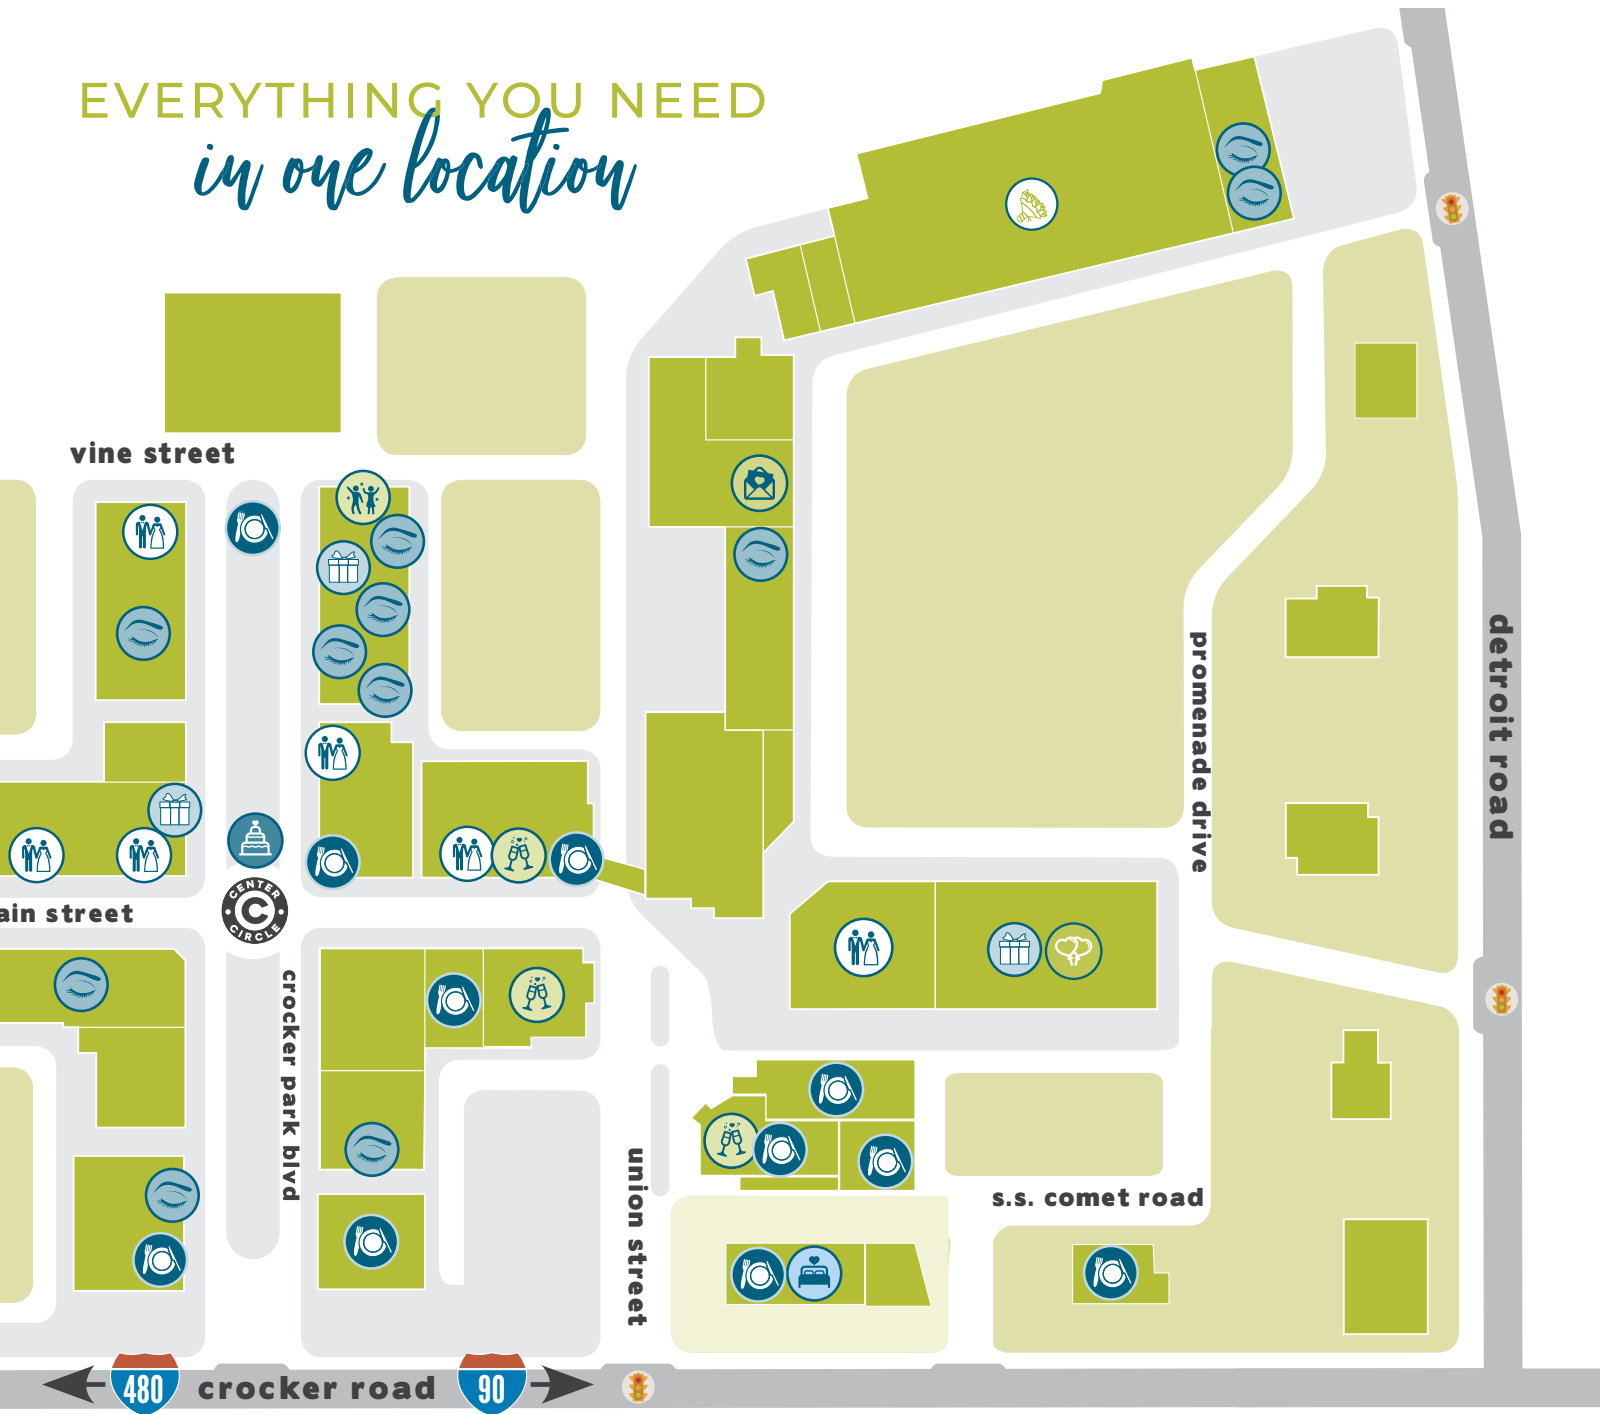 EVERYTHING YOU NEED
in one location
vine street
ain street
CENTER
C
CIRCLE
crocker park blvd
union street
promenade drive
detroit road
s.s. comet road
480
crocker road
90